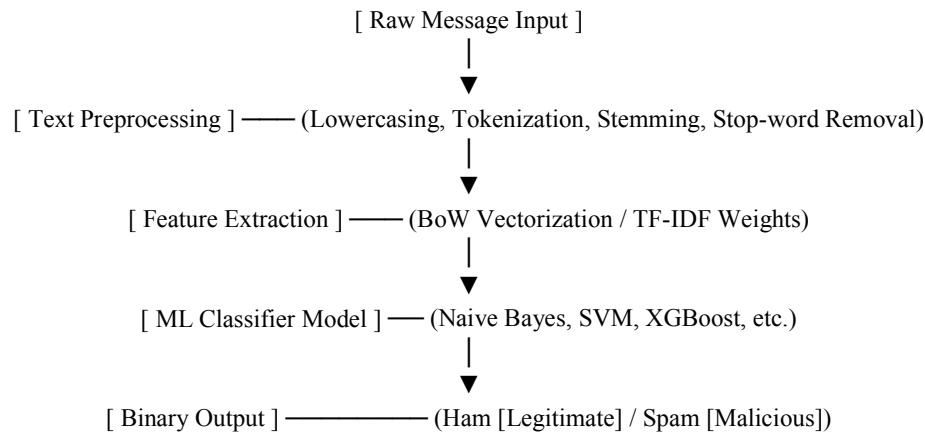 [ Raw Message Input ]
[ Text Preprocessing ] (Lowercasing, Tokenization, Stemming, Stop-word Removal)
[ Feature Extraction ] (BoW Vectorization / TF-IDF Weights)
[ ML Classifier Model ] (Naive Bayes, SVM, XGBoost, etc.)
[ Binary Output ] (Ham [Legitimate] / Spam [Malicious])